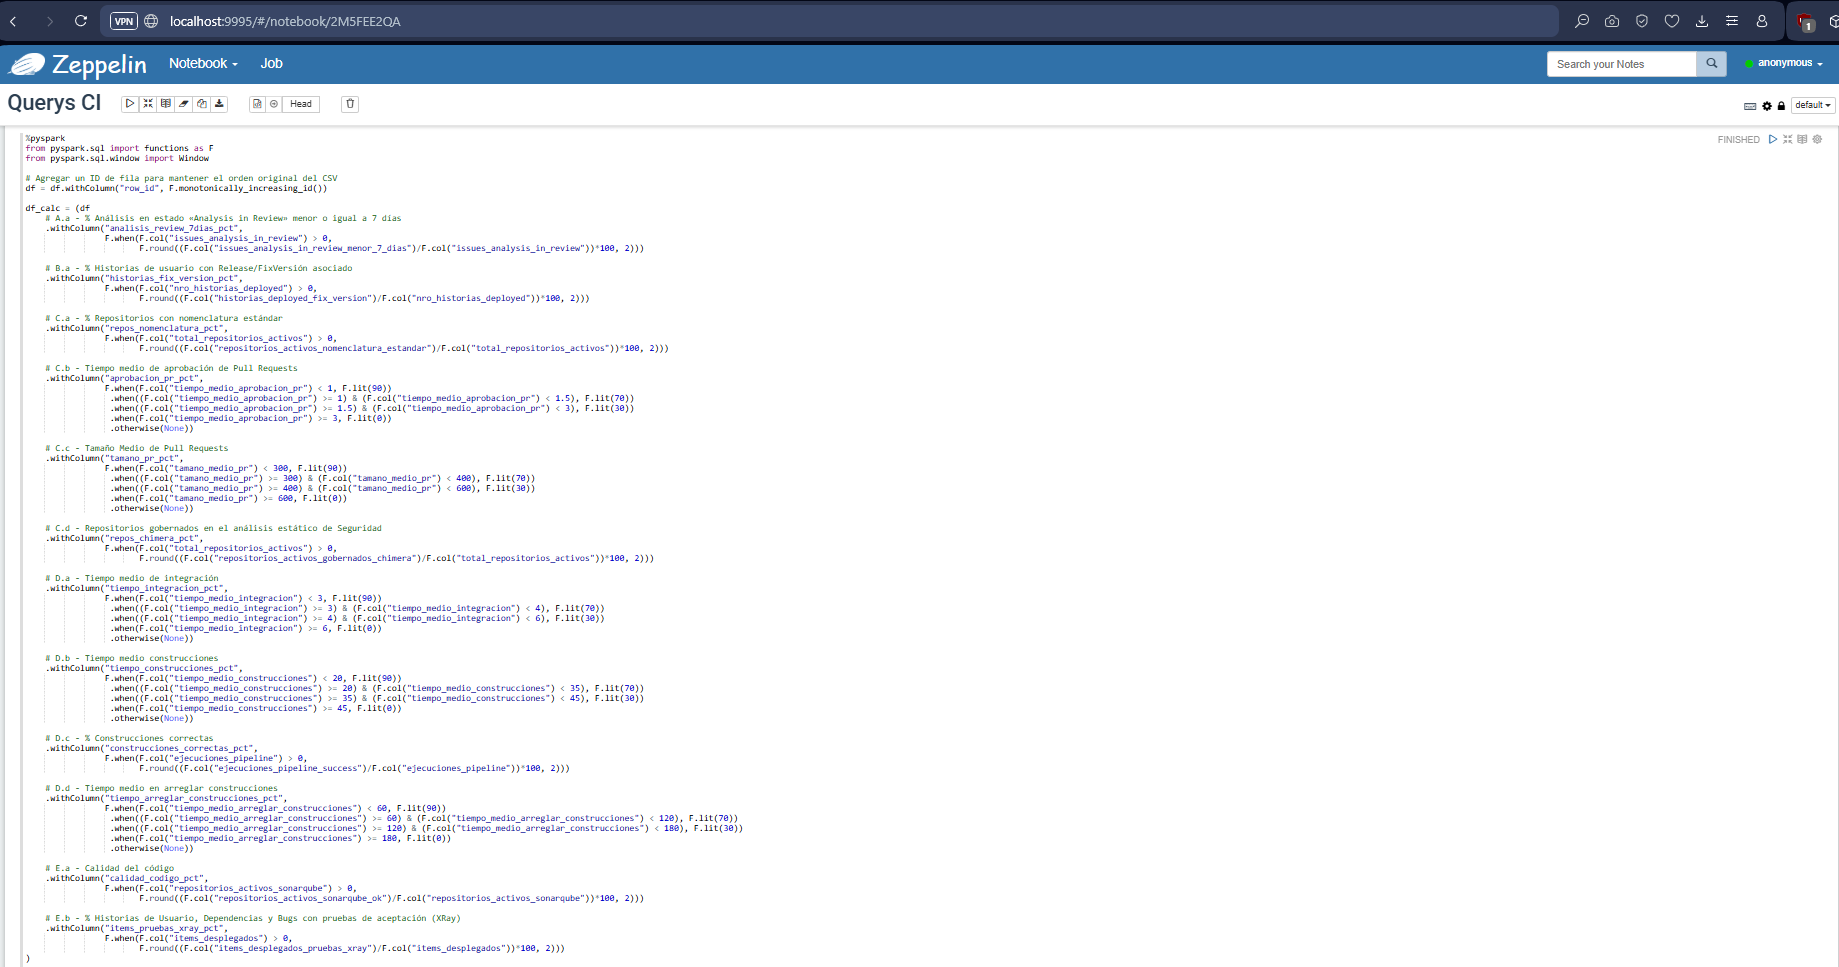 VPN localhost:9995/#/notebook/2M5FEE2QA 1
Zeppelin Notebook Job Search your Notes anonymous
Querys CI Head default
%pyspark FINISHED
from pyspark.sql import functions as F
from pyspark.sql.window import Window
# Agregar un ID de fila para mantener el orden original del CSV
df = df.withColumn("row_id", F.monotonically_increasing_id())
df_calc = (df
# A.a - % Análisis en estado «Analysis in Review» menor o igual a 7 días
.withColumn("analisis_review_7dias_pct",
F.when(F.col("issues_analysis_in_review") > 0,
F.round((F.col("issues_analysis_in_review_menor_7_dias")/F.col("issues_analysis_in_review"))*100, 2)))
# B.a - % Historias de usuario con Release/FixVersión asociado
.withColumn("historias_fix_version_pct",
F.when(F.col("nro_historias_deployed") > 0,
F.round((F.col("historias_deployed_fix_version")/F.col("nro_historias_deployed"))*100, 2)))
# C.a - % Repositorios con nomenclatura estándar
.withColumn("repos_nomenclatura_pct",
F.when(F.col("total_repositorios_activos") > 0,
F.round((F.col("repositorios_activos_nomenclatura_estandar")/F.col("total_repositorios_activos"))*100, 2)))
# C.b - Tiempo medio de aprobación de Pull Requests
.withColumn("aprobacion_pr_pct",
F.when(F.col("tiempo_medio_aprobacion_pr") < 1, F.lit(90))
.when((F.col("tiempo_medio_aprobacion_pr") >= 1) & (F.col("tiempo_medio_aprobacion_pr") < 1.5), F.lit(70))
.when((F.col("tiempo_medio_aprobacion_pr") >= 1.5) & (F.col("tiempo_medio_aprobacion_pr") < 3), F.lit(30))
.when(F.col("tiempo_medio_aprobacion_pr") >= 3, F.lit(0))
.otherwise(None))
# C.c - Tamaño Medio de Pull Requests
.withColumn("tamano_pr_pct",
F.when(F.col("tamano_medio_pr") < 300, F.lit(90))
.when((F.col("tamano_medio_pr") >= 300) & (F.col("tamano_medio_pr") < 400), F.lit(70))
.when((F.col("tamano_medio_pr") >= 400) & (F.col("tamano_medio_pr") < 600), F.lit(30))
.when(F.col("tamano_medio_pr") >= 600, F.lit(0))
.otherwise(None))
# C.d - Repositorios gobernados en el análisis estático de Seguridad
.withColumn("repos_chimera_pct",
F.when(F.col("total_repositorios_activos") > 0,
F.round((F.col("repositorios_activos_gobernados_chimera")/F.col("total_repositorios_activos"))*100, 2)))
# D.a - Tiempo medio de integración
.withColumn("tiempo_integracion_pct",
F.when(F.col("tiempo_medio_integracion") < 3, F.lit(90))
.when((F.col("tiempo_medio_integracion") >= 3) & (F.col("tiempo_medio_integracion") < 4), F.lit(70))
.when((F.col("tiempo_medio_integracion") >= 4) & (F.col("tiempo_medio_integracion") < 6), F.lit(30))
.when(F.col("tiempo_medio_integracion") >= 6, F.lit(0))
.otherwise(None))
# D.b - Tiempo medio construcciones
.withColumn("tiempo_construcciones_pct",
F.when(F.col("tiempo_medio_construcciones") < 20, F.lit(90))
.when((F.col("tiempo_medio_construcciones") >= 20) & (F.col("tiempo_medio_construcciones") < 35), F.lit(70))
.when((F.col("tiempo_medio_construcciones") >= 35) & (F.col("tiempo_medio_construcciones") < 45), F.lit(30))
.when(F.col("tiempo_medio_construcciones") >= 45, F.lit(0))
.otherwise(None))
# D.c - % Construcciones correctas
.withColumn("construcciones_correctas_pct",
F.when(F.col("ejecuciones_pipeline") > 0,
F.round((F.col("ejecuciones_pipeline_success")/F.col("ejecuciones_pipeline"))*100, 2)))
# D.d - Tiempo medio en arreglar construcciones
.withColumn("tiempo_arreglar_construcciones_pct",
F.when(F.col("tiempo_medio_arreglar_construcciones") < 60, F.lit(90))
.when((F.col("tiempo_medio_arreglar_construcciones") >= 60) & (F.col("tiempo_medio_arreglar_construcciones") < 120), F.lit(70))
.when((F.col("tiempo_medio_arreglar_construcciones") >= 120) & (F.col("tiempo_medio_arreglar_construcciones") < 180), F.lit(30))
.when(F.col("tiempo_medio_arreglar_construcciones") >= 180, F.lit(0))
.otherwise(None))
# E.a - Calidad del código
.withColumn("calidad_codigo_pct",
F.when(F.col("repositorios_activos_sonarqube") > 0,
F.round((F.col("repositorios_activos_sonarqube_ok")/F.col("repositorios_activos_sonarqube"))*100, 2)))
# E.b - % Historias de Usuario, Dependencias y Bugs con pruebas de aceptación (XRay)
.withColumn("items_pruebas_xray_pct",
F.when(F.col("items_desplegados") > 0,
F.round((F.col("items_desplegados_pruebas_xray")/F.col("items_desplegados"))*100, 2)))
)